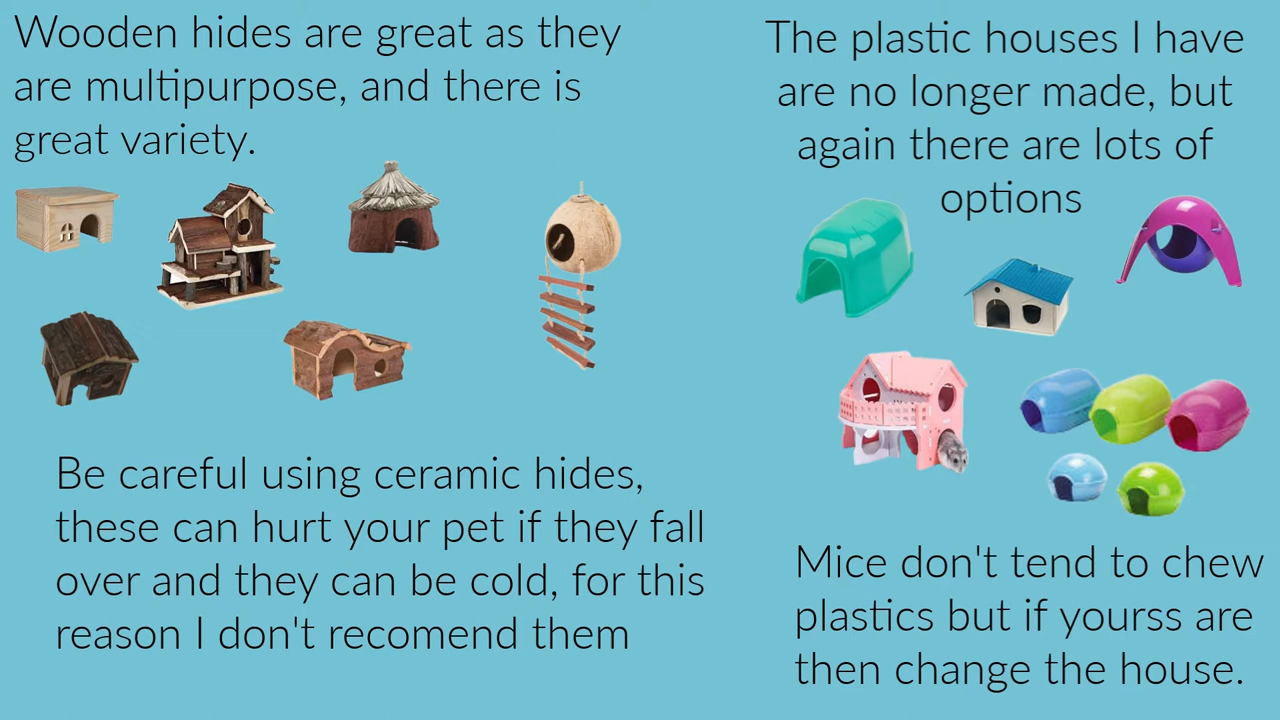 Wooden hides are great as they
are multipurpose, and there is
great variety.
The plastic houses I have
are no longer made, but
again there are lots of
options
Be careful using ceramic hides,
these can hurt your pet if they fall
over and they can be cold, for this
reason I don't recomend them
Mice don't tend to chew
plastics but if yourss are
then change the house.